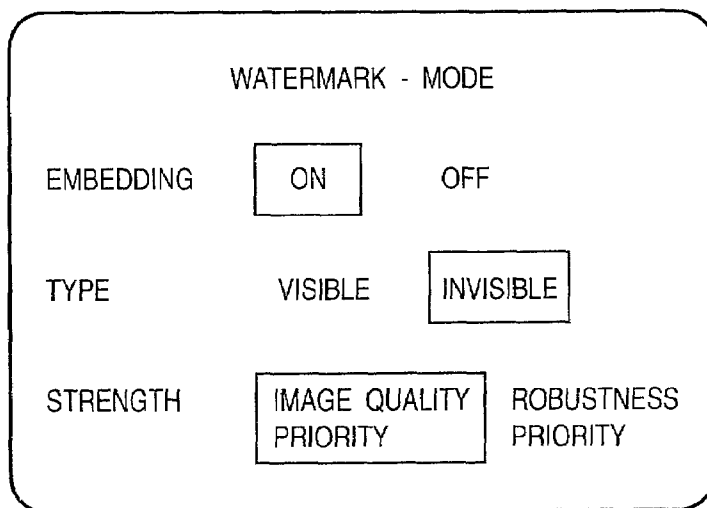 WATERMARK - MODE
EMBEDDING ON OFF
TYPE VISIBLE INVISIBLE
STRENGTH IMAGE QUALITY PRIORITY ROBUSTNESS PRIORITY